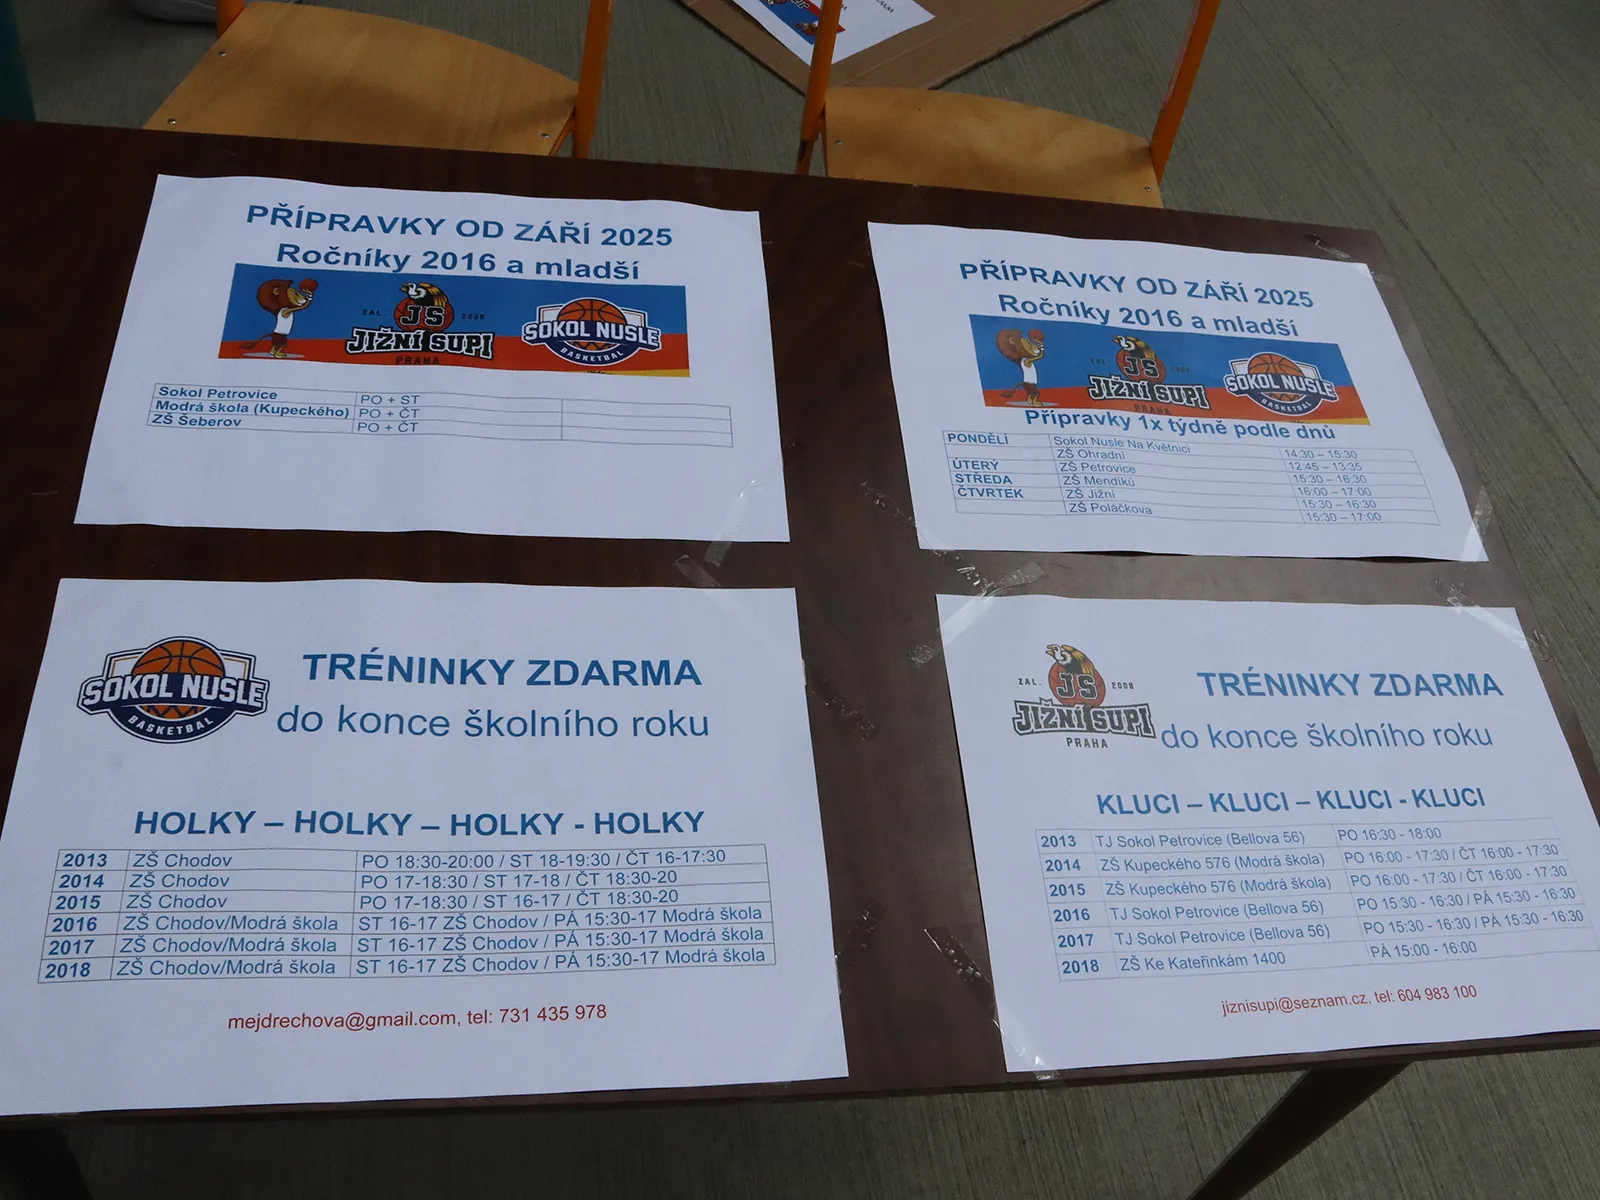 PŘÍPRAVKY OD ZÁŘÍ 2025
Ročníky 2016 a mladší
ZAL. JS 2008
JIŽNÍ SUPI
PRAHA
SOKOL NUSLE
BASKETBAL
Sokol Petrovice PO + ST
Modrá škola (Kupeckého) PO + ČT
ZŠ Šeberov PO + ČT
PŘÍPRAVKY OD ZÁŘÍ 2025
Ročníky 2016 a mladší
ZAL. JS 2008
JIŽNÍ SUPI
PRAHA
SOKOL NUSLE
BASKETBAL
Přípravky 1x týdně podle dnů
PONDĚLÍ Sokol Nusle Na Květnici 14:30 – 15:30
ZŠ Ohradní 12:45 – 13:35
ÚTERÝ ZŠ Petrovice 15:30 – 16:30
STŘEDA ZŠ Mendíků 16:00 – 17:00
ČTVRTEK ZŠ Jižní 15:30 – 16:30
ZŠ Poláčkova 15:30 – 17:00
SOKOL NUSLE
BASKETBAL
TRÉNINKY ZDARMA
do konce školního roku
HOLKY – HOLKY – HOLKY - HOLKY
2013 ZŠ Chodov PO 18:30-20:00 / ST 18-19:30 / ČT 16-17:30
2014 ZŠ Chodov PO 17-18:30 / ST 17-18 / ČT 18:30-20
2015 ZŠ Chodov PO 17-18:30 / ST 16-17 / ČT 18:30-20
2016 ZŠ Chodov/Modrá škola ST 16-17 ZŠ Chodov / PÁ 15:30-17 Modrá škola
2017 ZŠ Chodov/Modrá škola ST 16-17 ZŠ Chodov / PÁ 15:30-17 Modrá škola
2018 ZŠ Chodov/Modrá škola ST 16-17 ZŠ Chodov / PÁ 15:30-17 Modrá škola
mejdrechova@gmail.com, tel: 731 435 978
ZAL. JS 2008
JIŽNÍ SUPI
PRAHA
TRÉNINKY ZDARMA
do konce školního roku
KLUCI – KLUCI – KLUCI - KLUCI
2013 TJ Sokol Petrovice (Bellova 56) PO 16:30 - 18:00
2014 ZŠ Kupeckého 576 (Modrá škola) PO 16:00 - 17:30 / ČT 16:00 - 17:30
2015 ZŠ Kupeckého 576 (Modrá škola) PO 16:00 - 17:30 / ČT 16:00 - 17:30
2016 TJ Sokol Petrovice (Bellova 56) PO 15:30 - 16:30 / PÁ 15:30 - 16:30
2017 TJ Sokol Petrovice (Bellova 56) PO 15:30 - 16:30 / PÁ 15:30 - 16:30
2018 ZŠ Ke Kateřinkám 1400 PÁ 15:00 - 16:00
jiznisupi@seznam.cz, tel: 604 983 100